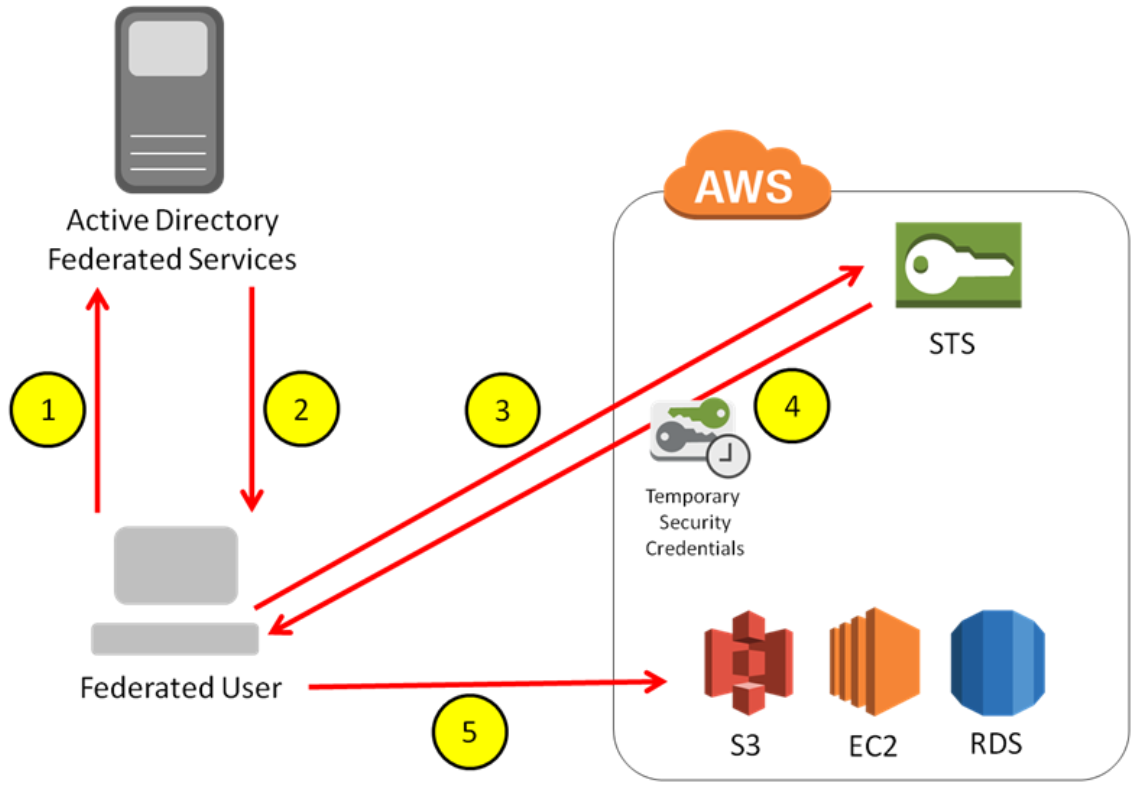 Active Directory
Federated Services
AWS
STS
1
2
3
4
Temporary
Security
Credentials
Federated User
5
S3
EC2
RDS